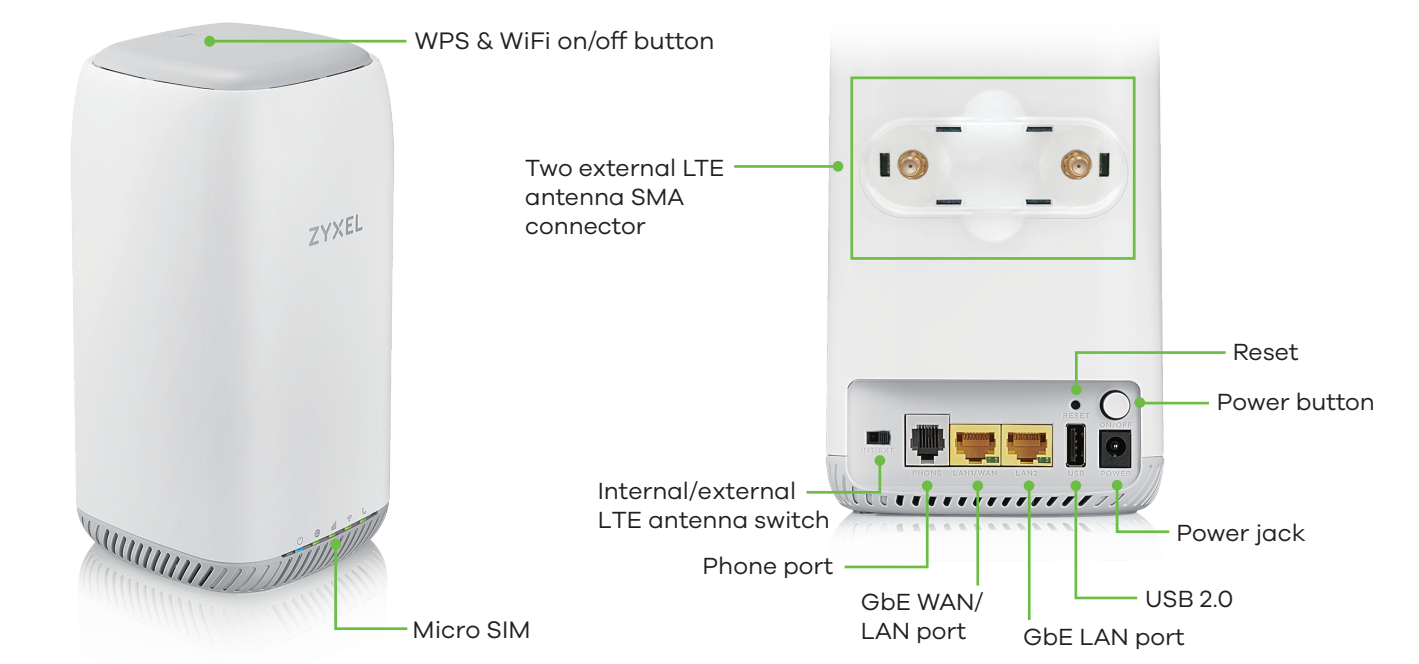 WPS & WiFi on/off button
ZYXEL
Micro SIM
Two external LTE
antenna SMA
connector
Reset
Power button
RESET
ON/OFF
INT/EXT
PHONE
LAN1/WAN
LAN2
USB
POWER
Internal/external
LTE antenna switch
Phone port
GbE WAN/
LAN port
GbE LAN port
USB 2.0
Power jack